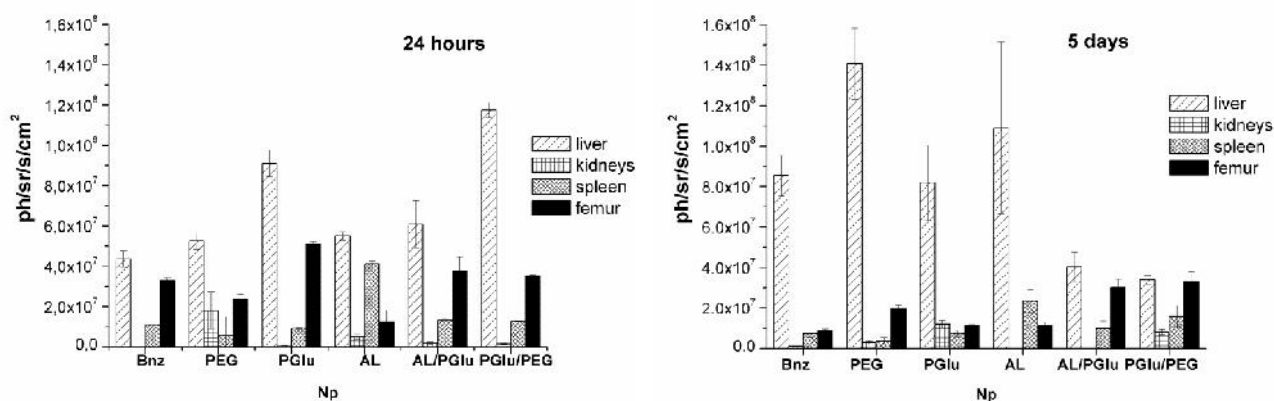 24 hours
ph/sr/s/cm²
1,6x10⁸
1,4x10⁸
1,2x10⁸
1,0x10⁸
8,0x10⁷
6,0x10⁷
4,0x10⁷
2,0x10⁷
0,0
liver
kidneys
spleen
femur
Bnz PEG PGlu AL AL/PGlu PGlu/PEG
Np
5 days
ph/sr/s/cm²
1.6x10⁸
1.4x10⁸
1.2x10⁸
1.0x10⁸
8.0x10⁷
6.0x10⁷
4.0x10⁷
2.0x10⁷
0.0
liver
kidneys
spleen
femur
Bnz PEG PGlu AL AL/PGlu PGlu/PEG
Np